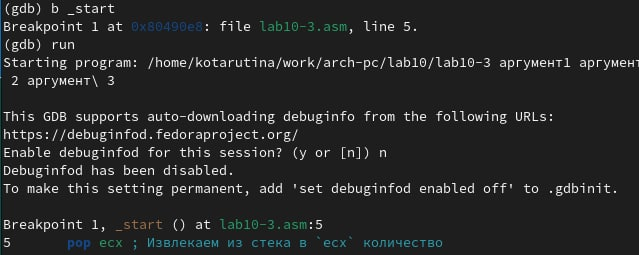 (gdb) b _start
Breakpoint 1 at 0x80490e8: file lab10-3.asm, line 5.
(gdb) run
Starting program: /home/kotarutina/work/arch-pc/lab10/lab10-3 аргумент1 аргумент
 2 аргумент\ 3

This GDB supports auto-downloading debuginfo from the following URLs:
https://debuginfod.fedoraproject.org/
Enable debuginfod for this session? (y or [n]) n
Debuginfod has been disabled.
To make this setting permanent, add 'set debuginfod enabled off' to .gdbinit.

Breakpoint 1, _start () at lab10-3.asm:5
5       pop ecx ; Извлекаем из стека в `ecx` количество